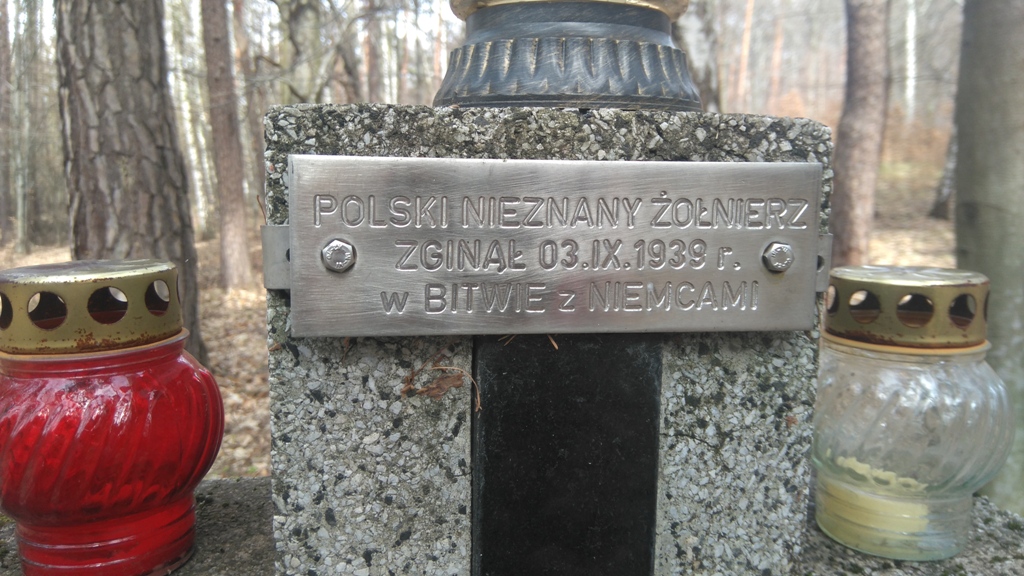 POLSKI NIEZNANY ŻOŁNIERZ
ZGINĄŁ 03.IX.1939 r.
w BITWIE z NIEMCAMI